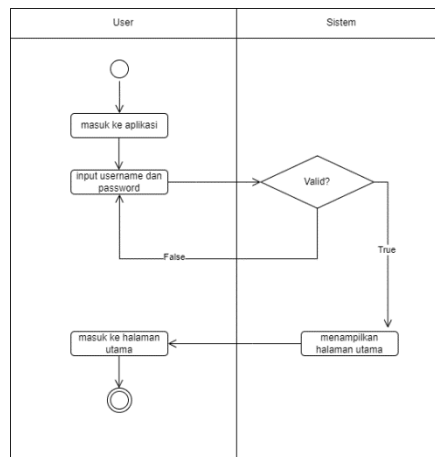 User
Sistem
masuk ke aplikasi
input username dan
password
Valid?
False
True
masuk ke halaman
utama
menampilkan
halaman utama